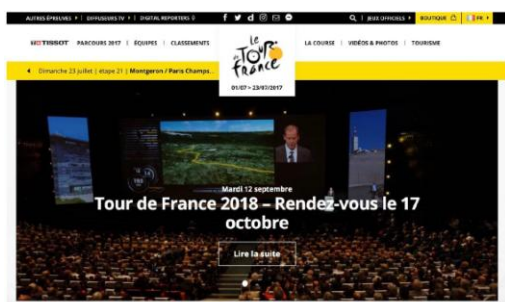 AUTRES ÉPREUVES | DIFFUSEURS TV | DIGITAL REPORTERS
JEUX OFFICIELS BOUTIQUE FR
TISSOT PARCOURS 2017 | ÉQUIPES | CLASSEMENTS
le Tour de france
LA COURSE | VIDÉOS & PHOTOS | TOURISME
01/07 > 23/07/2017
Dimanche 23 juillet | étape 21 | Montgeron / Paris Champs...
Mardi 12 septembre
Tour de France 2018 – Rendez-vous le 17
octobre
Lire la suite